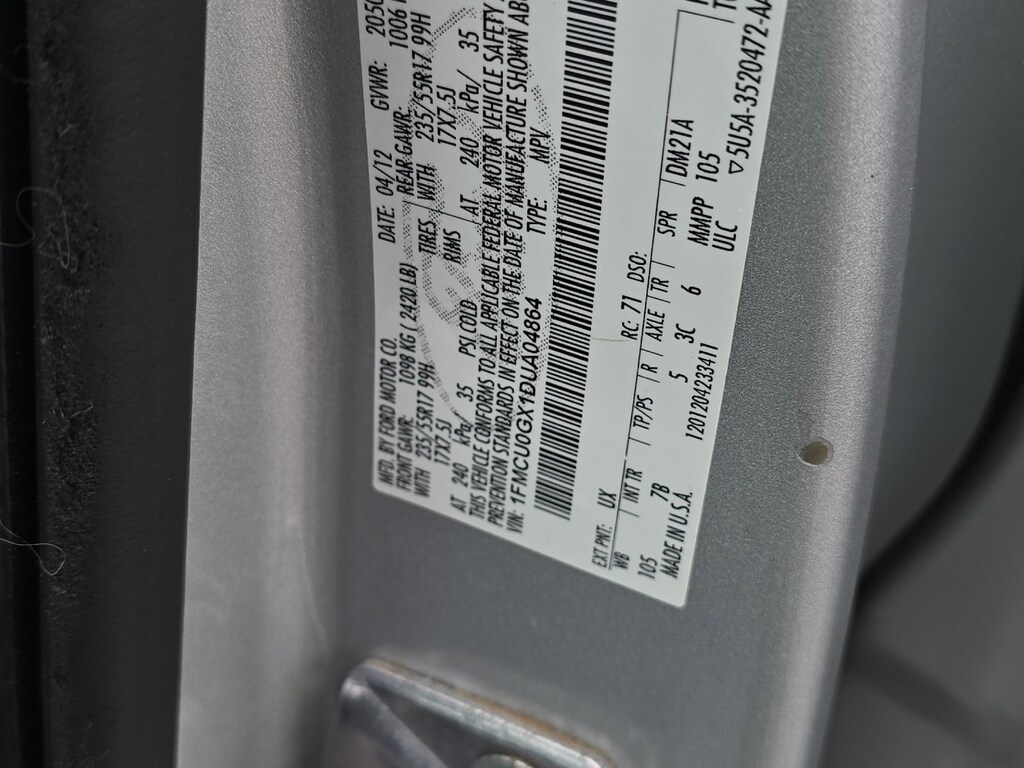 MFD. BY FORD MOTOR CO. DATE: 04/12 GVWR: 2050
FRONT GAWR: 1098 KG (2420LB) REAR GAWR: 1006
WITH 235/55R17 99H TIRES WITH 235/55R17 99H
17X7.5J RIMS 17X7.5J
AT 240 kPa/ 35 PSI COLD AT 240 kPa/ 35
THIS VEHICLE CONFORMS TO ALL APPLICABLE FEDERAL MOTOR VEHICLE SAFETY
PREVENTION STANDARDS IN EFFECT ON THE DATE OF MANUFACTURE SHOWN
VIN: 1FMCU0GX1DUA04864 TYPE: MPV
EXT PNT: UX RC: 71 DSO:
WB INT TR TP/PS R AXLE TR SPR DM21A
105 7B 5 3C 6 MMPP 105
MADE IN U.S.A. 120120423341​1 ULC
5U5A-3520472-